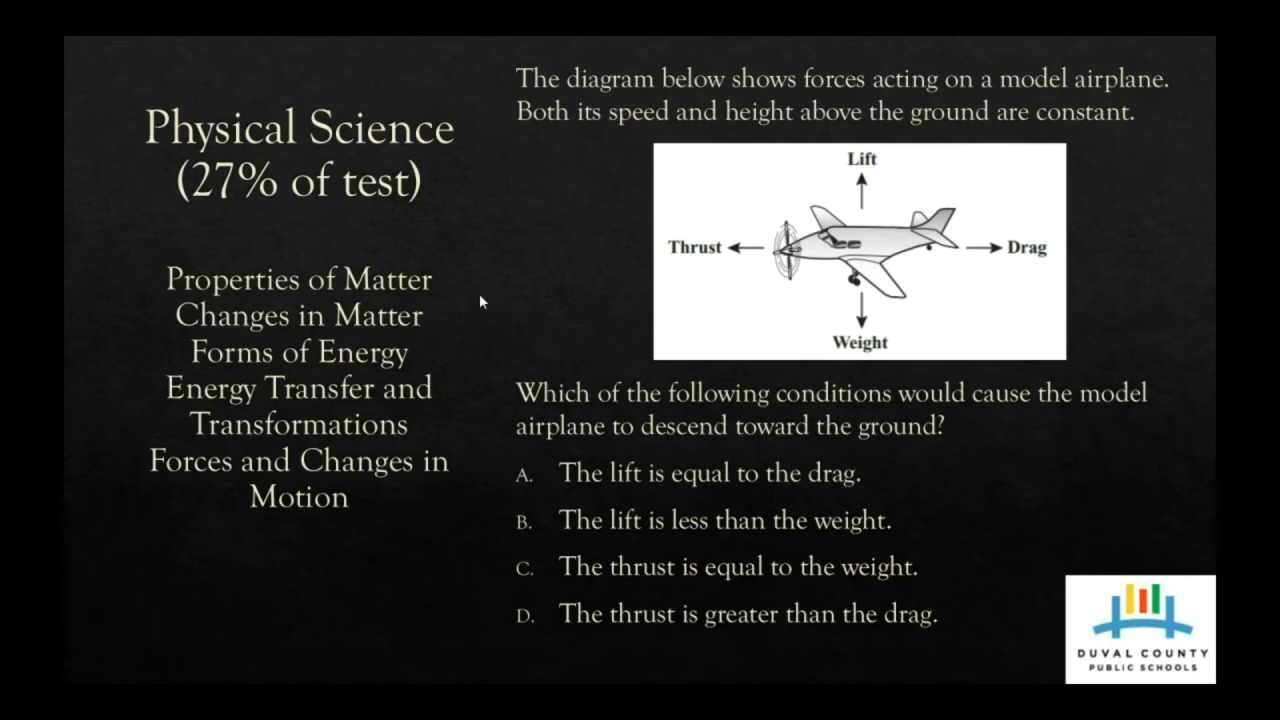 Physical Science
(27% of test)
Properties of Matter
Changes in Matter
Forms of Energy
Energy Transfer and
Transformations
Forces and Changes in
Motion
The diagram below shows forces acting on a model airplane.
Both its speed and height above the ground are constant.
Lift
Thrust
Drag
Weight
Which of the following conditions would cause the model
airplane to descend toward the ground?
A. The lift is equal to the drag.
B. The lift is less than the weight.
C. The thrust is equal to the weight.
D. The thrust is greater than the drag.
DUVAL COUNTY
PUBLIC SCHOOLS